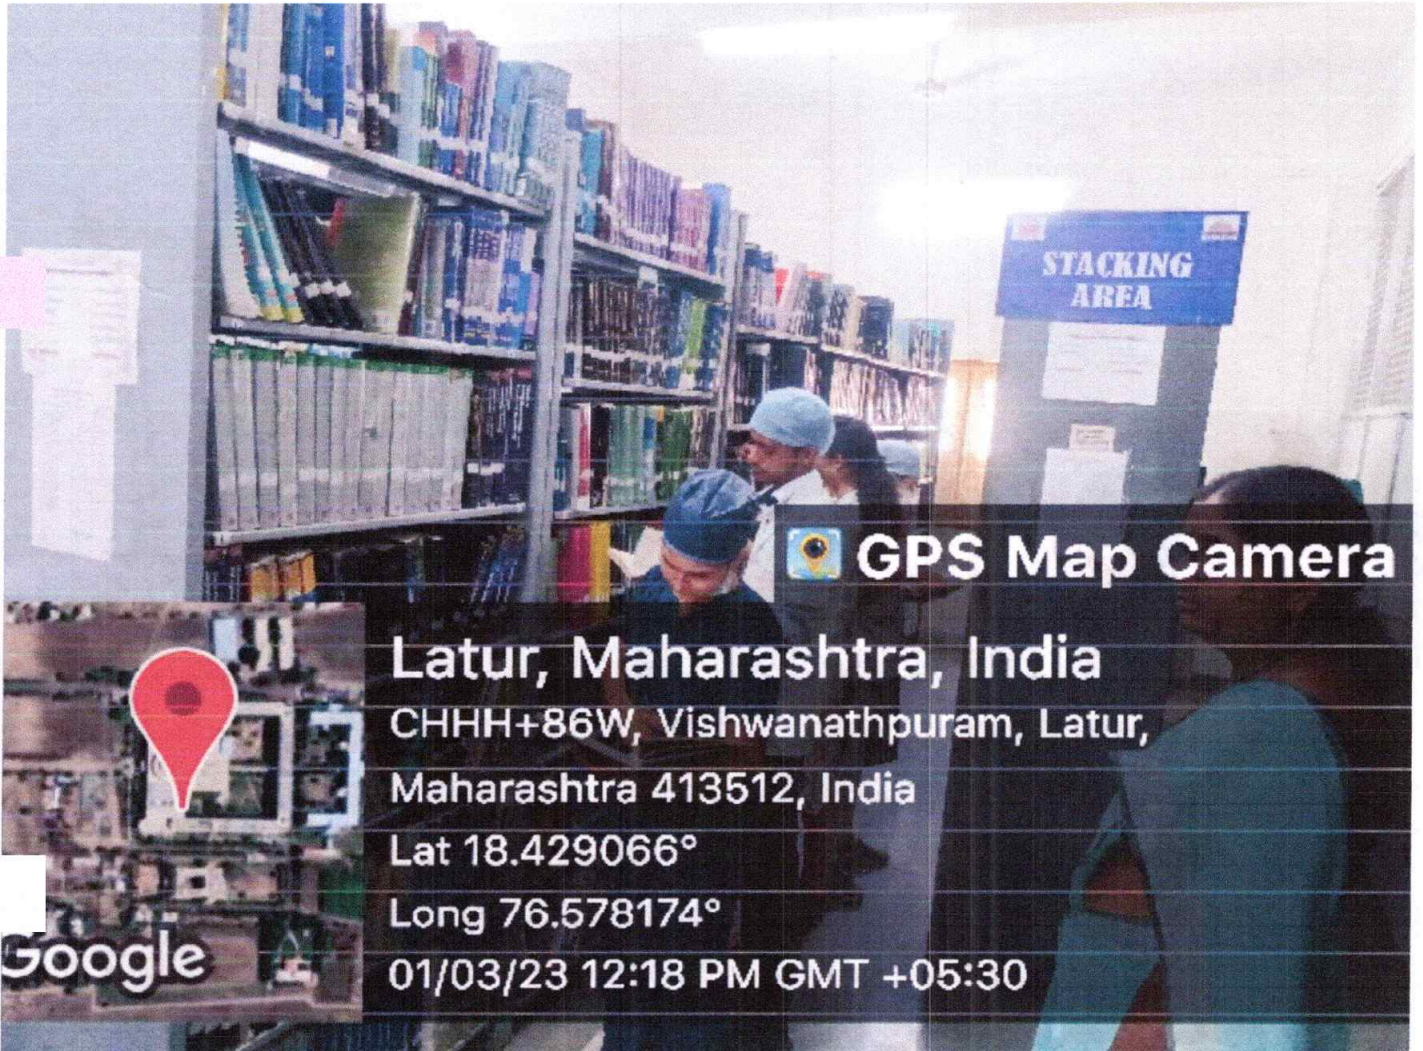 STACKING
AREA
GPS Map Camera
Latur, Maharashtra, India
CHHH+86W, Vishwanathpuram, Latur,
Maharashtra 413512, India
Lat 18.429066°
Long 76.578174°
01/03/23 12:18 PM GMT +05:30
Google